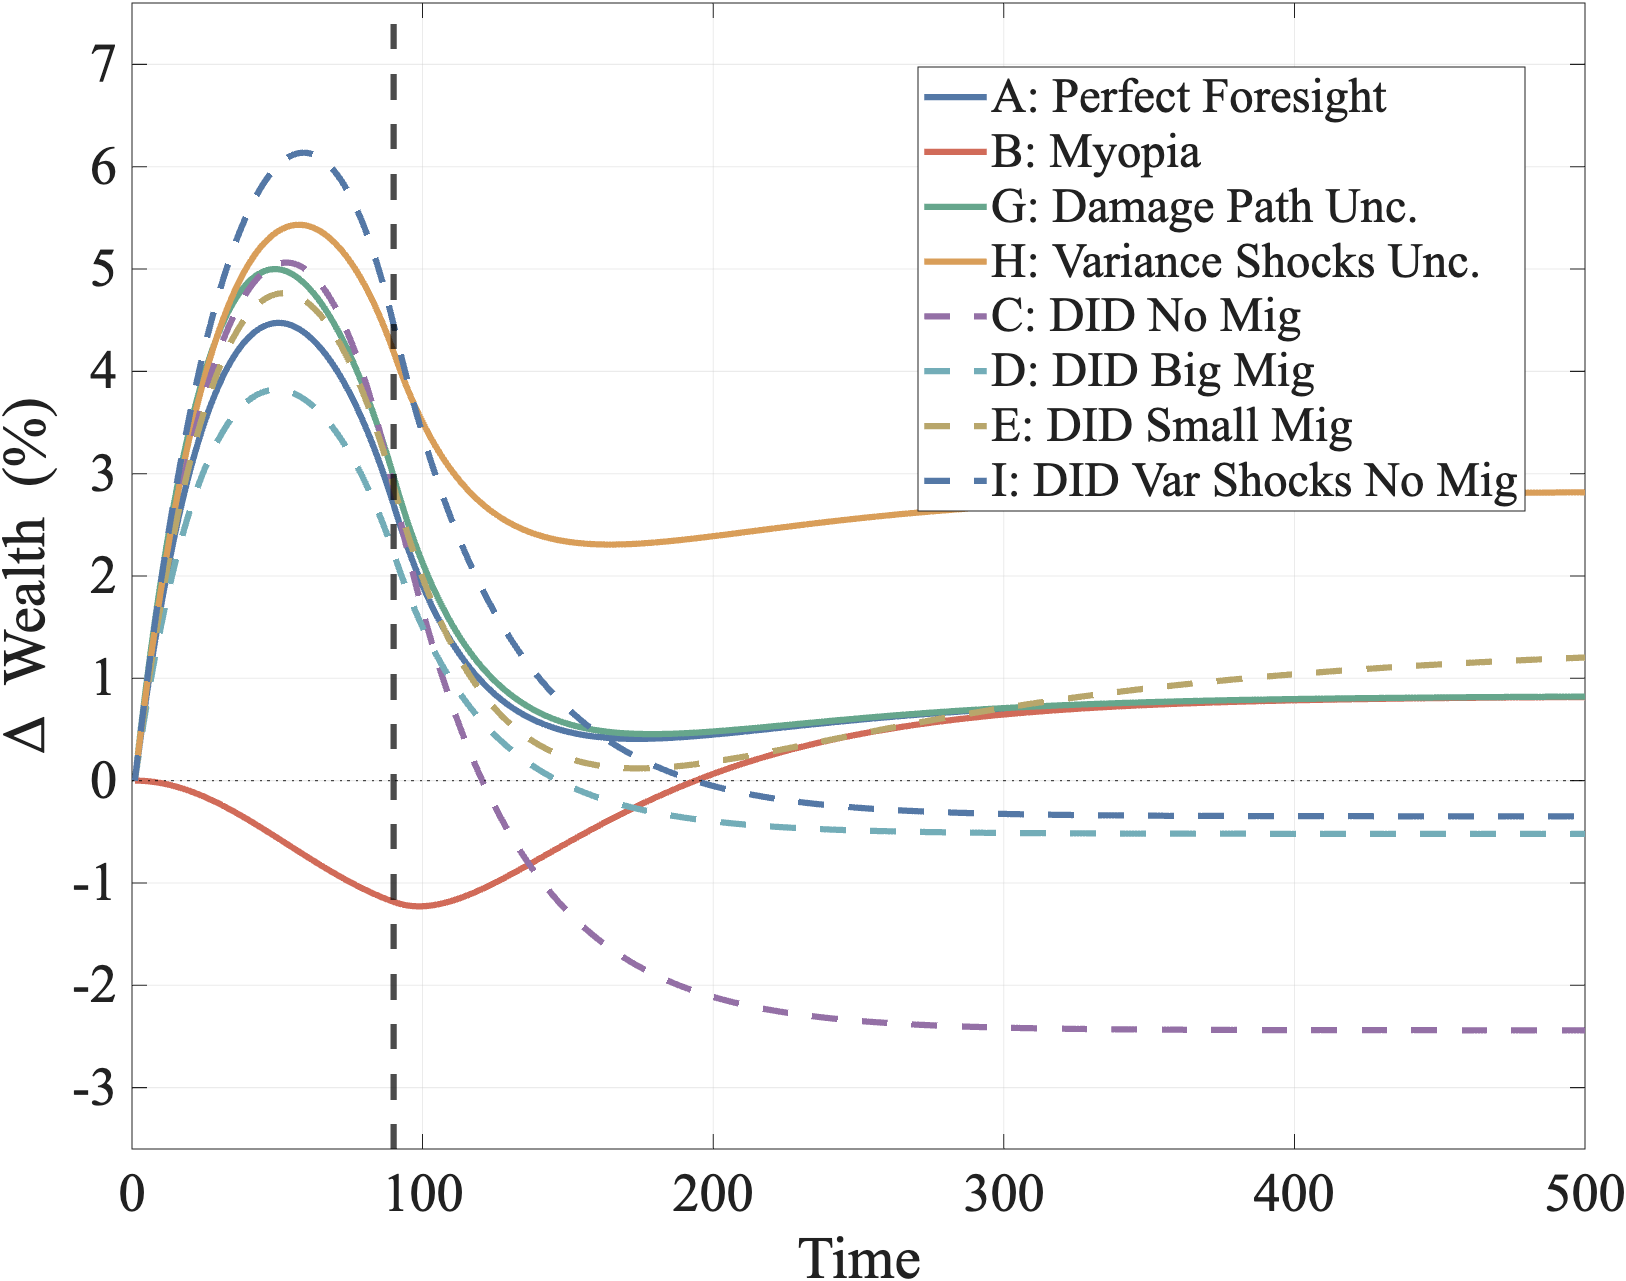 7
6
5
4
3
2
1
0
-1
-2
-3
Δ Wealth (%)
A: Perfect Foresight
B: Myopia
G: Damage Path Unc.
H: Variance Shocks Unc.
C: DID No Mig
D: DID Big Mig
E: DID Small Mig
I: DID Var Shocks No Mig
0 100 200 300 400 500
Time